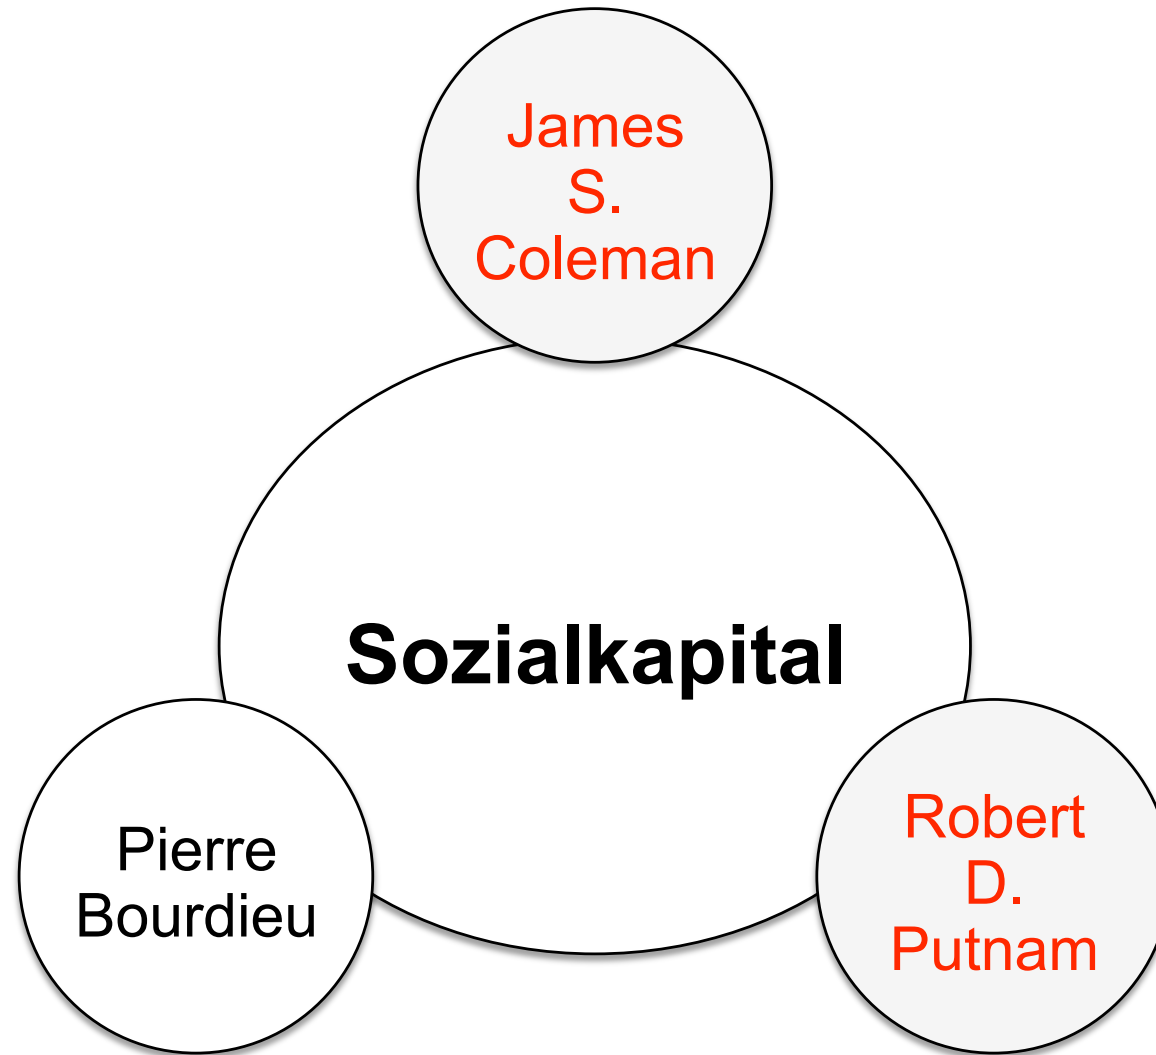 James
S.
Coleman
Sozialkapital
Pierre
Bourdieu
Robert
D.
Putnam